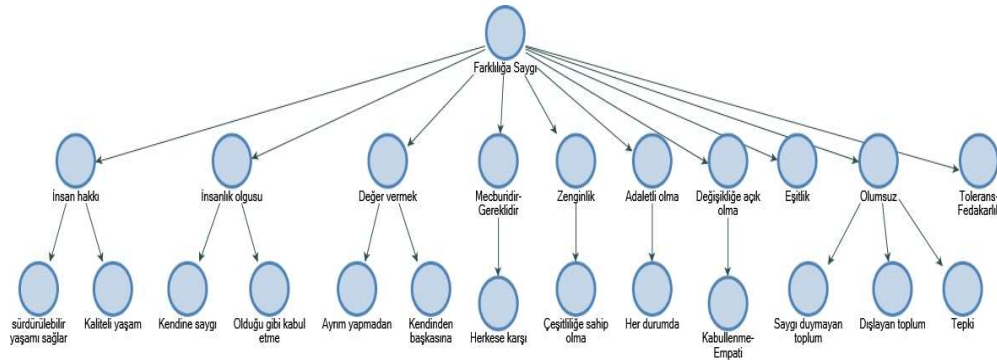 Farklılığa Saygı
İnsan hakkı
İnsanlık olgusu
Değer vermek
Mecburidir-
Gereklidir
Zenginlik
Adaletli olma
Değişikliğe açık
olma
Eşitlik
Olumsuz
Tolerans-
Fedakarlık
sürdürülebilir
yaşamı sağlar
Kaliteli yaşam
Kendine saygı
Olduğu gibi kabul
etme
Ayrım yapmadan
Kendinden
başkasına
Herkese karşı
Çeşitliliğe sahip
olma
Her durumda
Kabullenme-
Empati
Saygı duymayan
toplum
Dışlayan toplum
Tepki